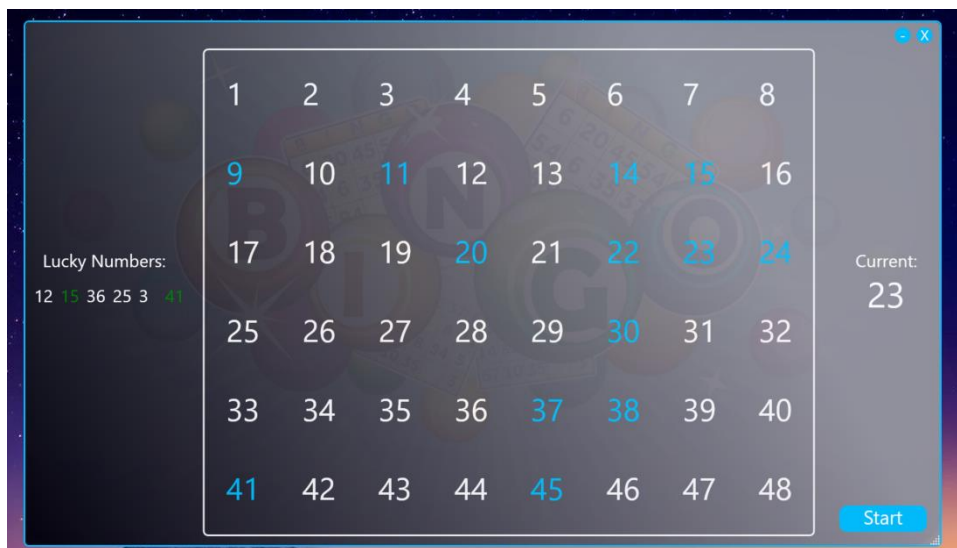 - X
1 2 3 4 5 6 7 8
9 10 11 12 13 14 15 16
17 18 19 20 21 22 23 24
Lucky Numbers:
12 15 36 25 3 41
Current:
23
25 26 27 28 29 30 31 32
33 34 35 36 37 38 39 40
41 42 43 44 45 46 47 48
Start
B I N G O